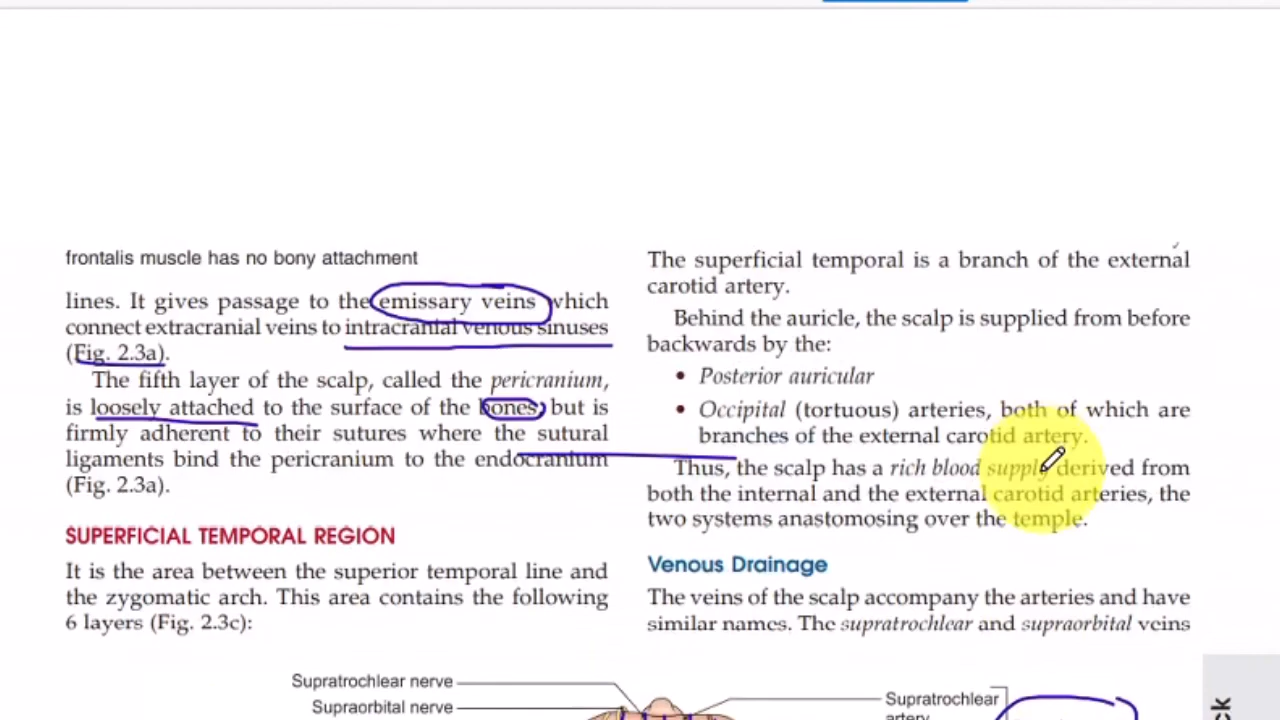 frontalis muscle has no bony attachment
lines. It gives passage to the emissary veins which
connect extracranial veins to intracranial venous sinuses
(Fig. 2.3a).
The fifth layer of the scalp, called the pericranium,
is loosely attached to the surface of the bones, but is
firmly adherent to their sutures where the sutural
ligaments bind the pericranium to the endocranium
(Fig. 2.3a).
SUPERFICIAL TEMPORAL REGION
It is the area between the superior temporal line and
the zygomatic arch. This area contains the following
6 layers (Fig. 2.3c):
The superficial temporal is a branch of the external
carotid artery.
Behind the auricle, the scalp is supplied from before
backwards by the:
• Posterior auricular
• Occipital (tortuous) arteries, both of which are
branches of the external carotid artery.
Thus, the scalp has a rich blood supply derived from
both the internal and the external carotid arteries, the
two systems anastomosing over the temple.
Venous Drainage
The veins of the scalp accompany the arteries and have
similar names. The supratrochlear and supraorbital veins
Supratrochlear nerve
Supraorbital nerve
Supratrochlear
artery
ck